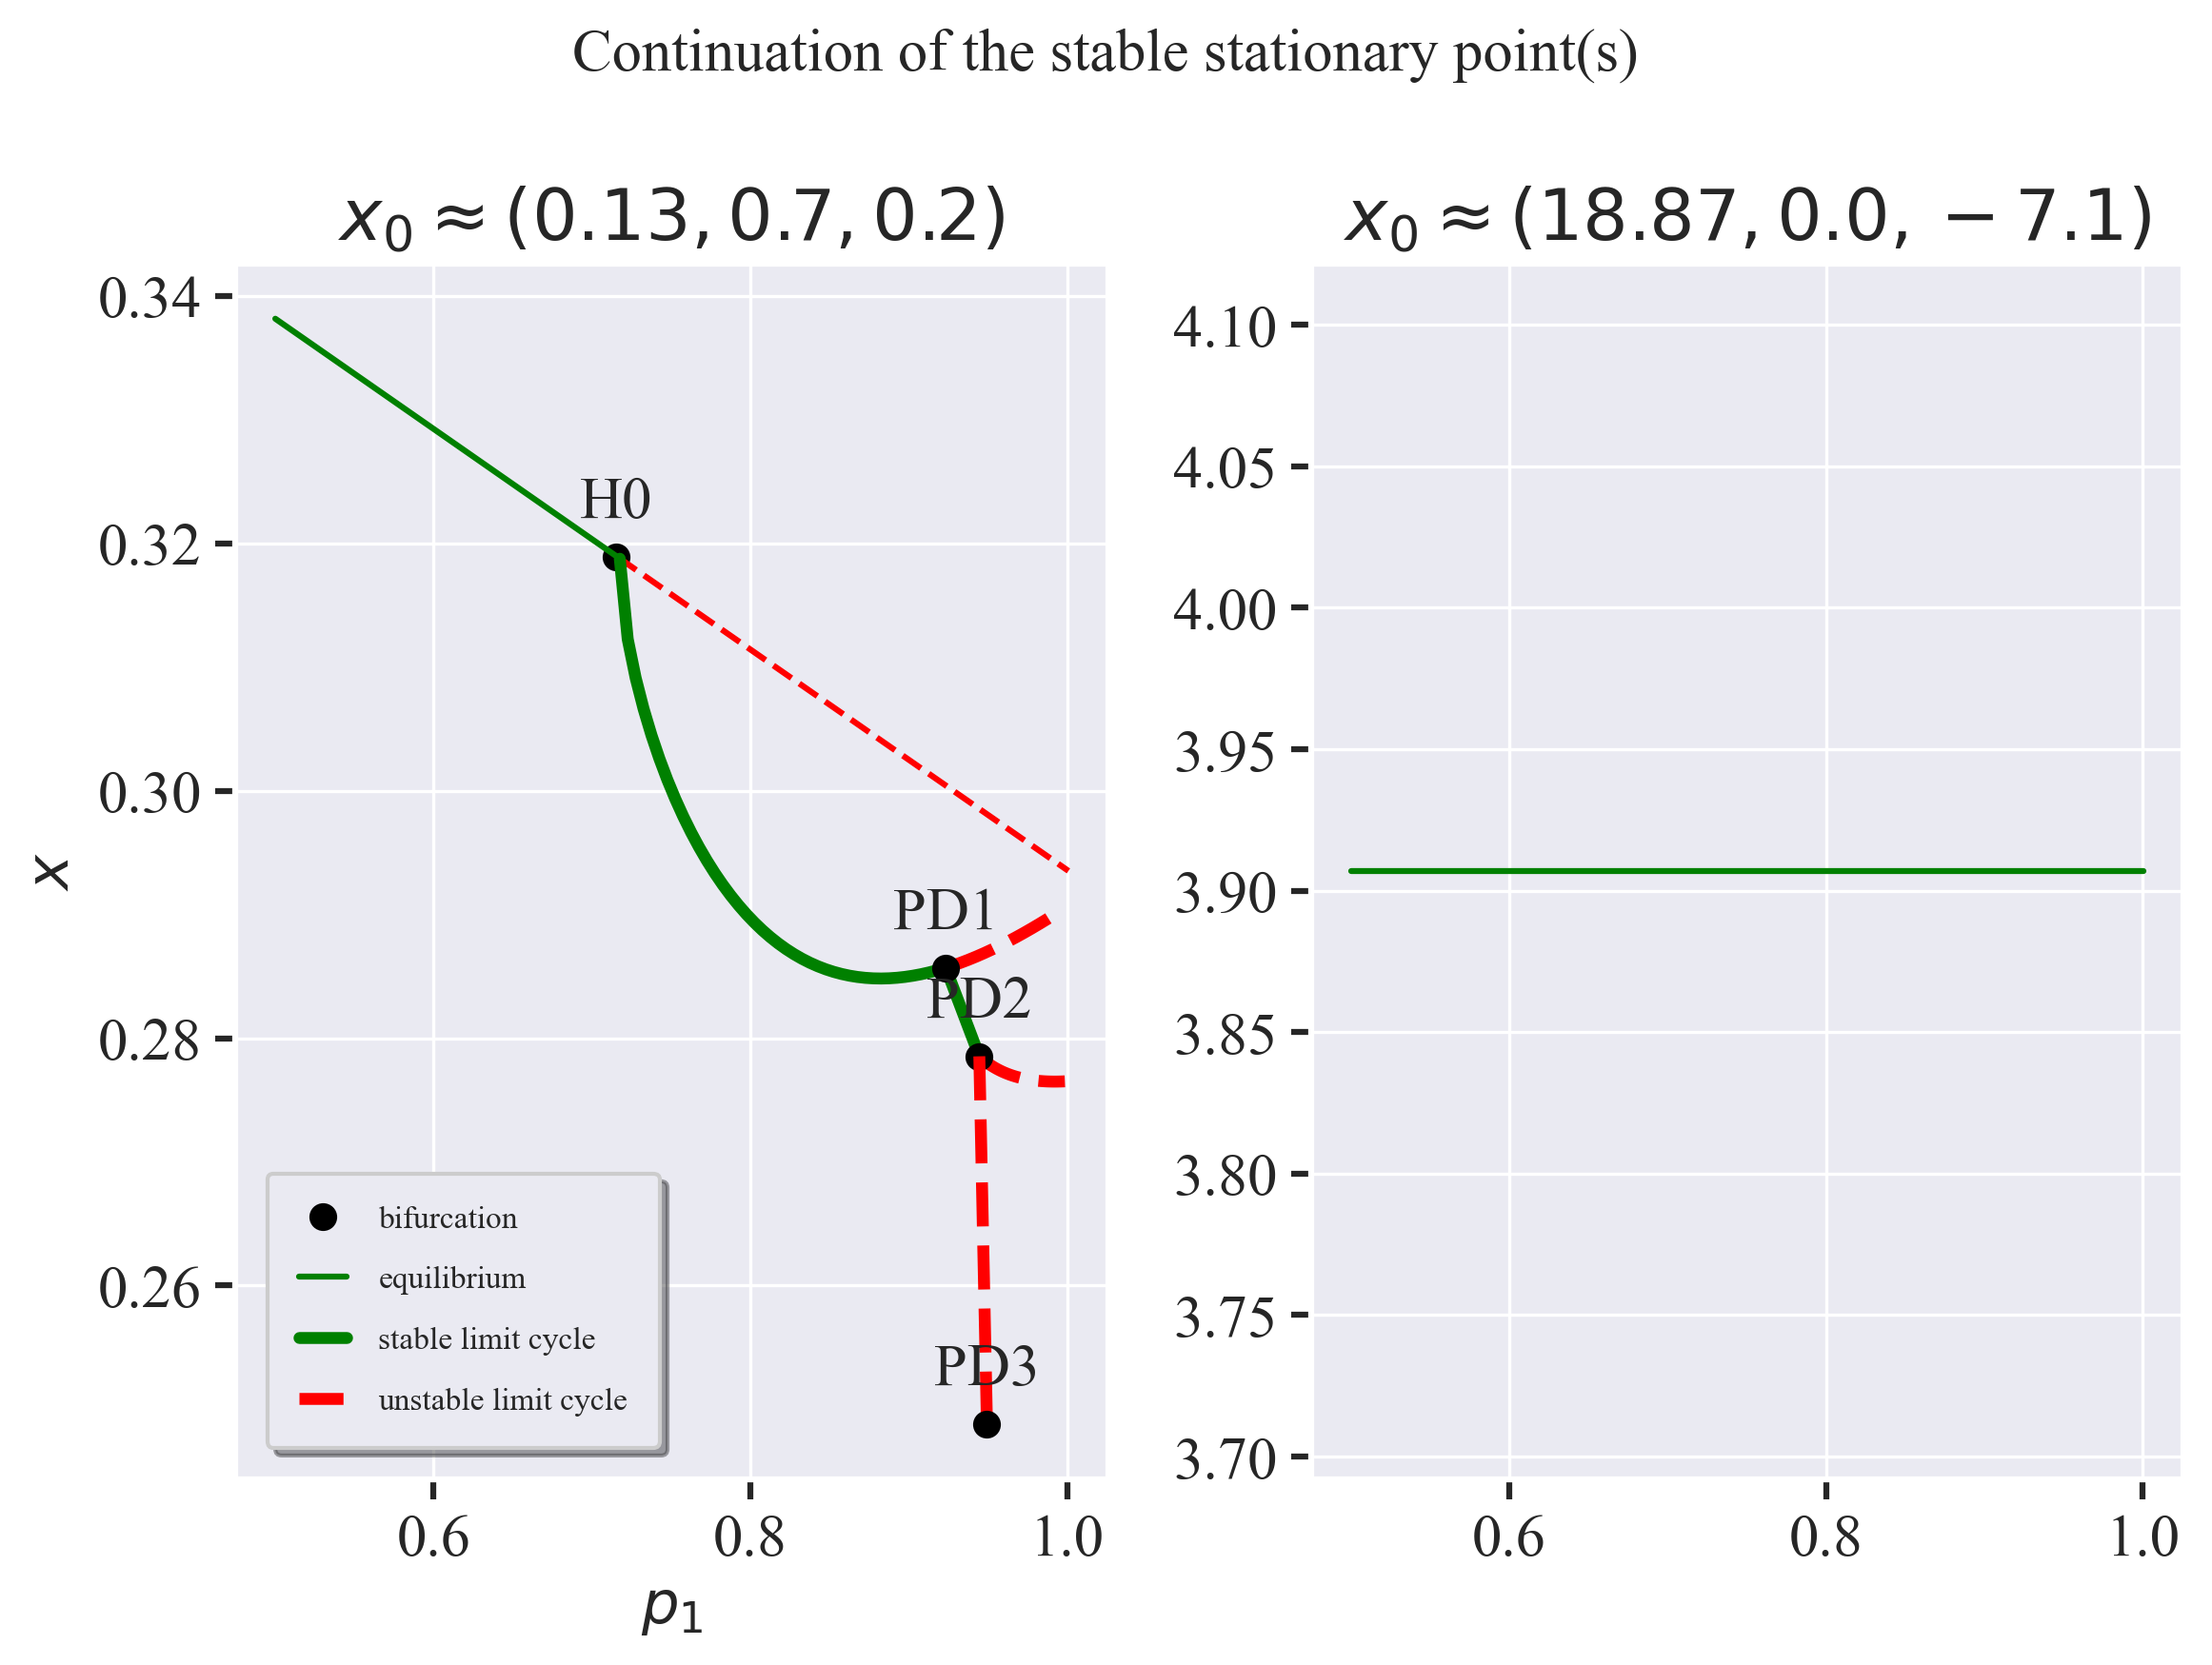 Continuation of the stable stationary point(s)
x₀ ≈ (0.13, 0.7, 0.2)
0.34
0.32
0.30
0.28
0.26
x
H0
PD1
PD2
PD3
bifurcation
equilibrium
stable limit cycle
unstable limit cycle
0.6 0.8 1.0
p₁
x₀ ≈ (18.87, 0.0, −7.1)
4.10
4.05
4.00
3.95
3.90
3.85
3.80
3.75
3.70
0.6 0.8 1.0